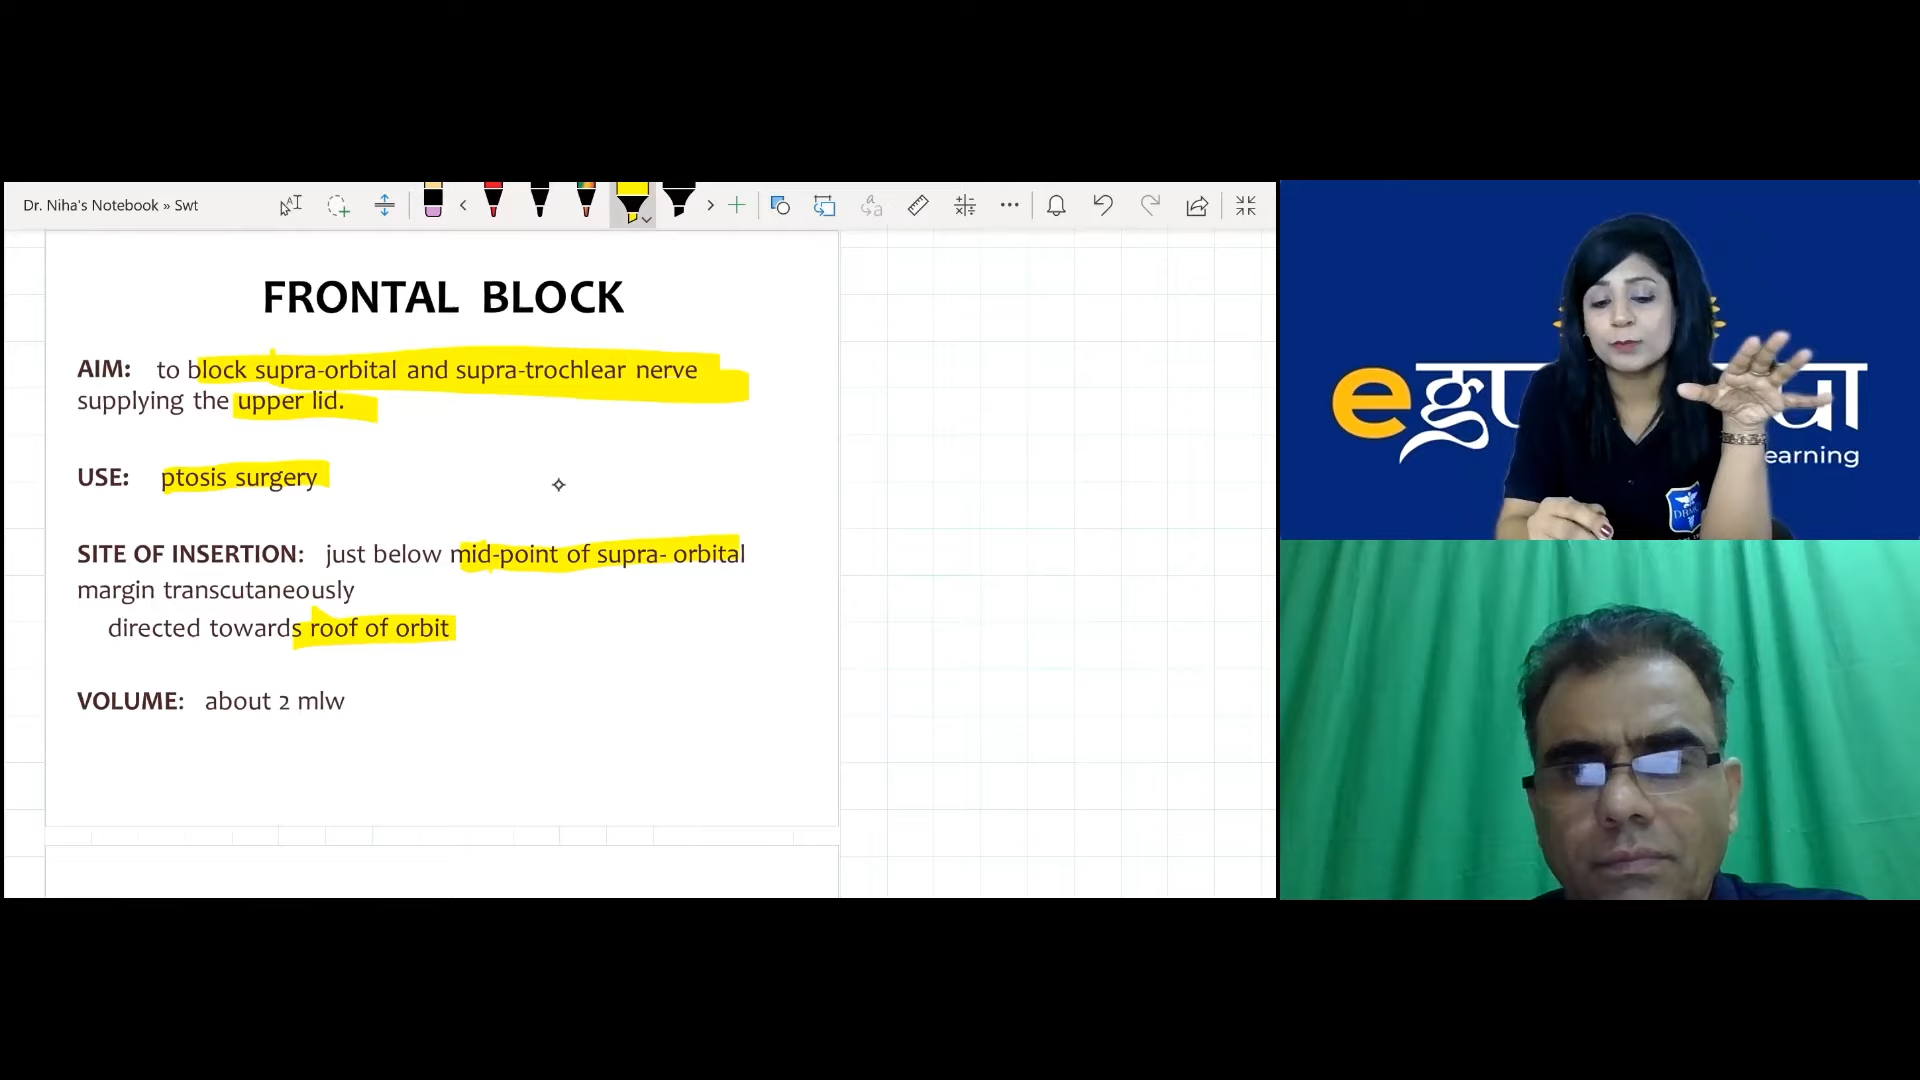 Dr. Niha's Notebook » Swt
FRONTAL BLOCK
AIM: to block supra-orbital and supra-trochlear nerve
supplying the upper lid.
USE: ptosis surgery
SITE OF INSERTION: just below mid-point of supra- orbital
margin transcutaneously
directed towards roof of orbit
VOLUME: about 2 mlw
earning